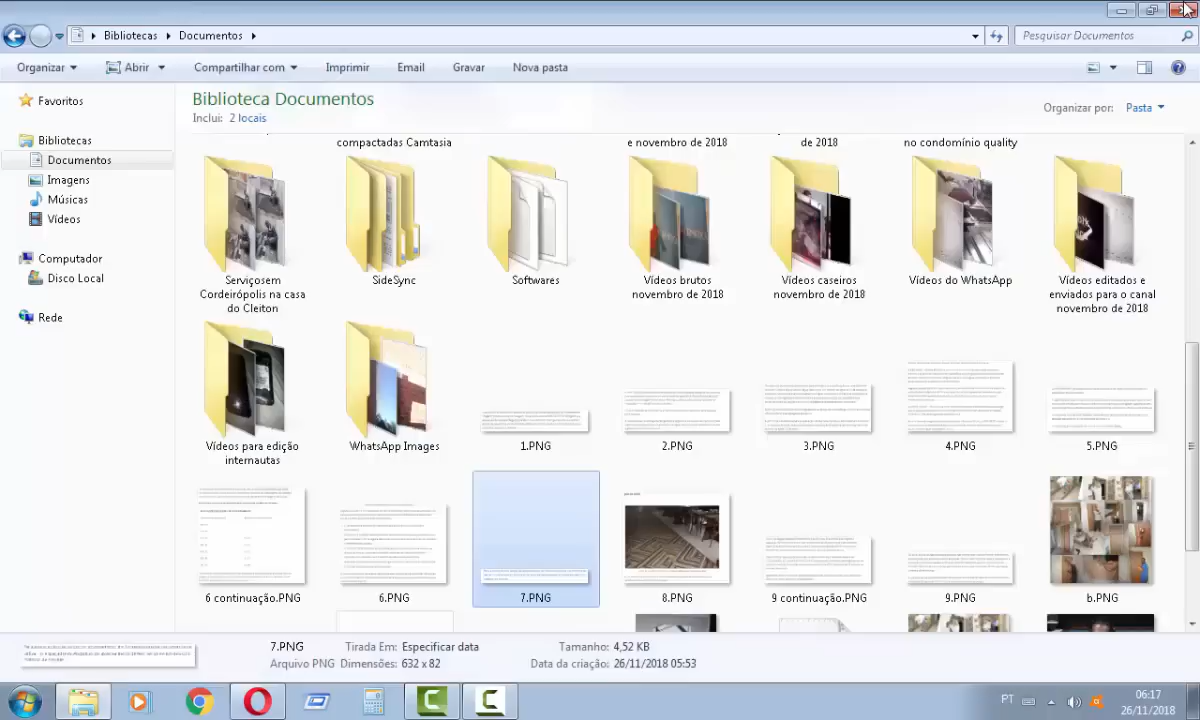 Bibliotecas
Documentos
Pesquisar Documentos
Organizar
Abrir
Compartilhar com
Imprimir
Email
Gravar
Nova pasta
Favoritos
Bibliotecas
Documentos
Imagens
Músicas
Vídeos
Computador
Disco Local
Rede
Biblioteca Documentos
Inclui: 2 locais
Organizar por: Pasta
compactadas Camtasia
e novembro de 2018
de 2018
no condomínio quality
Serviçosem
Cordeirópolis na casa
do Cleiton
SideSync
Softwares
Vídeos brutos
novembro de 2018
Vídeos caseiros
novembro de 2018
Vídeos do WhatsApp
Vídeos editados e
enviados para o canal
novembro de 2018
Vídeos para edição
internautas
WhatsApp Images
1.PNG
2.PNG
3.PNG
4.PNG
5.PNG
6 continuação.PNG
6.PNG
7.PNG
8.PNG
9 continuação.PNG
9.PNG
b.PNG
7.PNG
Arquivo PNG
Tirada Em: Especificar data
Dimensões: 632 x 82
Tamanho: 4,52 KB
Data da criação: 26/11/2018 05:53
PT
06:17
26/11/2018